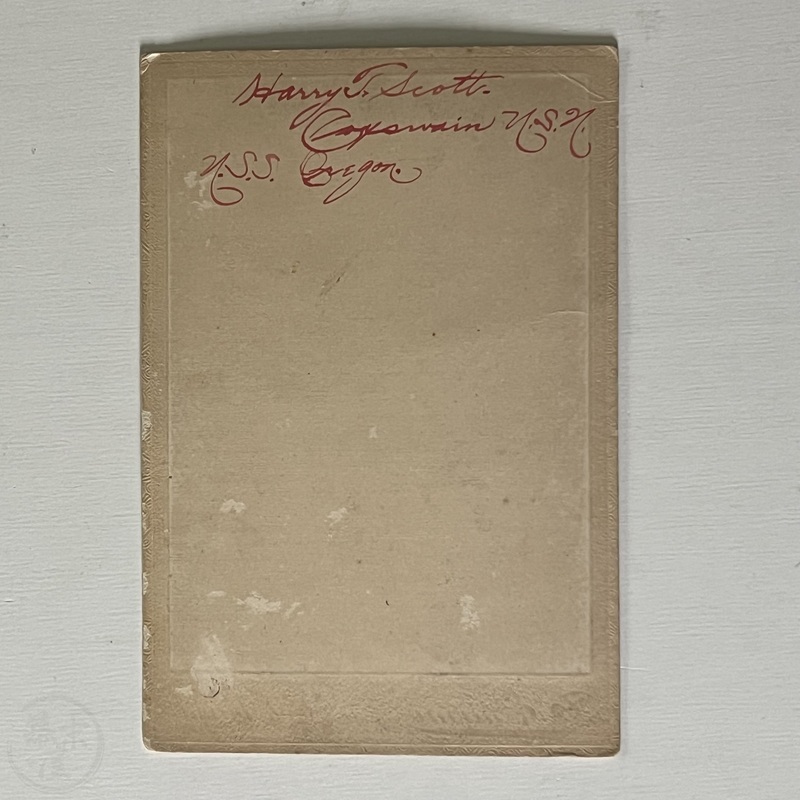 Harry T. Scott.
Coxswain U.S.N.
U.S.S. Oregon.